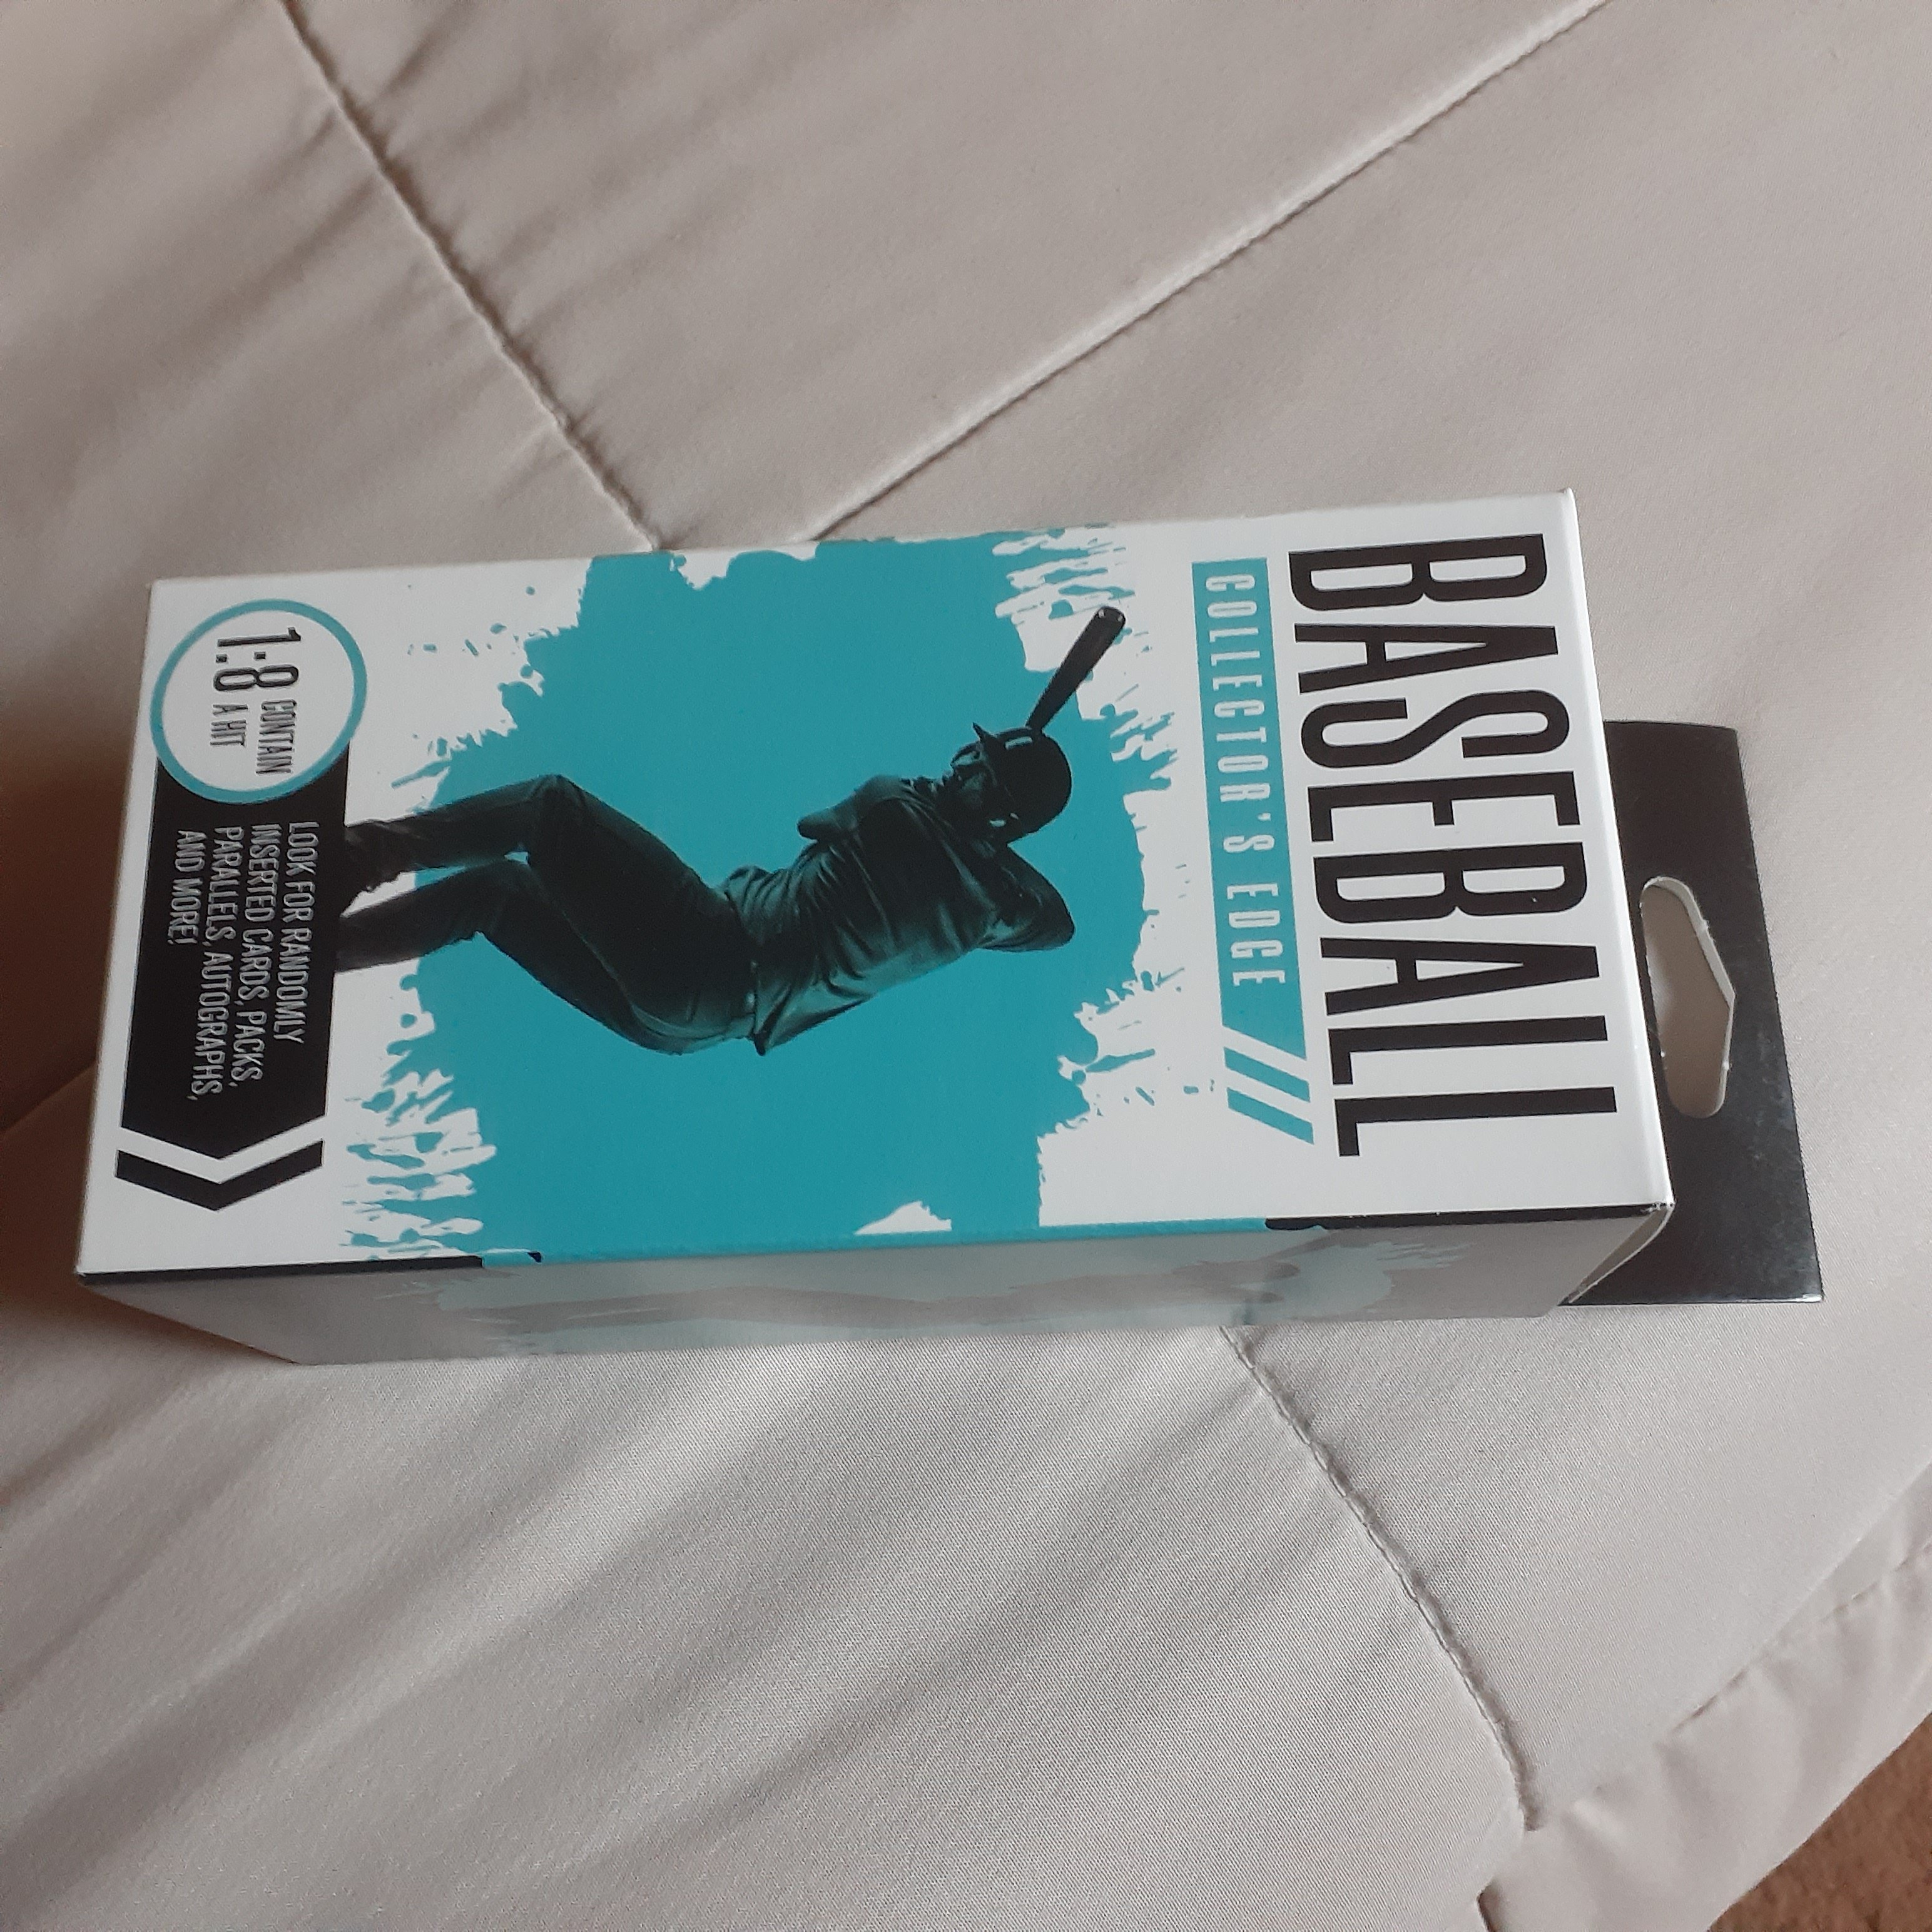 BASEBALL
COLLECTOR'S EDGE
1:8 CONTAIN
A HIT
LOOK FOR RANDOMLY
INSERTED CARDS, PACKS,
PARALLELS, AUTOGRAPHS,
AND MORE!